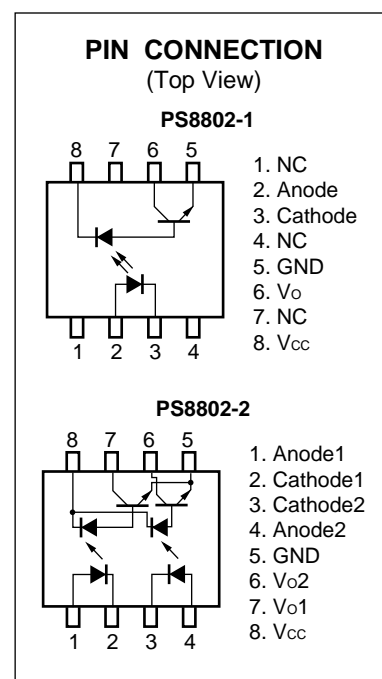 PIN CONNECTION
(Top View)
PS8802-1
8 7 6 5
1. NC
2. Anode
3. Cathode
4. NC
5. GND
6. Vo
7. NC
8. Vcc
1 2 3 4
PS8802-2
8 7 6 5
1. Anode1
2. Cathode1
3. Cathode2
4. Anode2
5. GND
6. Vo2
7. Vo1
8. Vcc
1 2 3 4